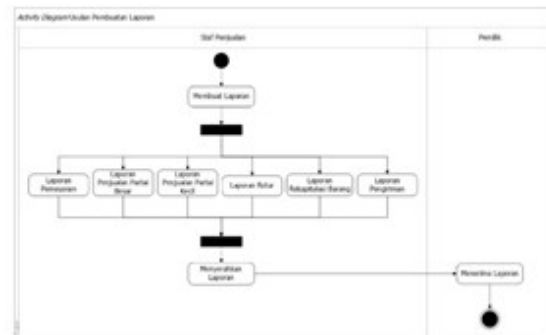 Activity Diagram Usulan Pembuatan Laporan
Staf Penjualan
Pemilik
Membuat Laporan
Laporan
Pemesanan
Laporan
Penjualan Partai
Besar
Laporan
Penjualan Partai
Kecil
Laporan Retur
Laporan
Rekapitulasi Barang
Laporan
Pengiriman
Menyerahkan
Laporan
Menerima Laporan